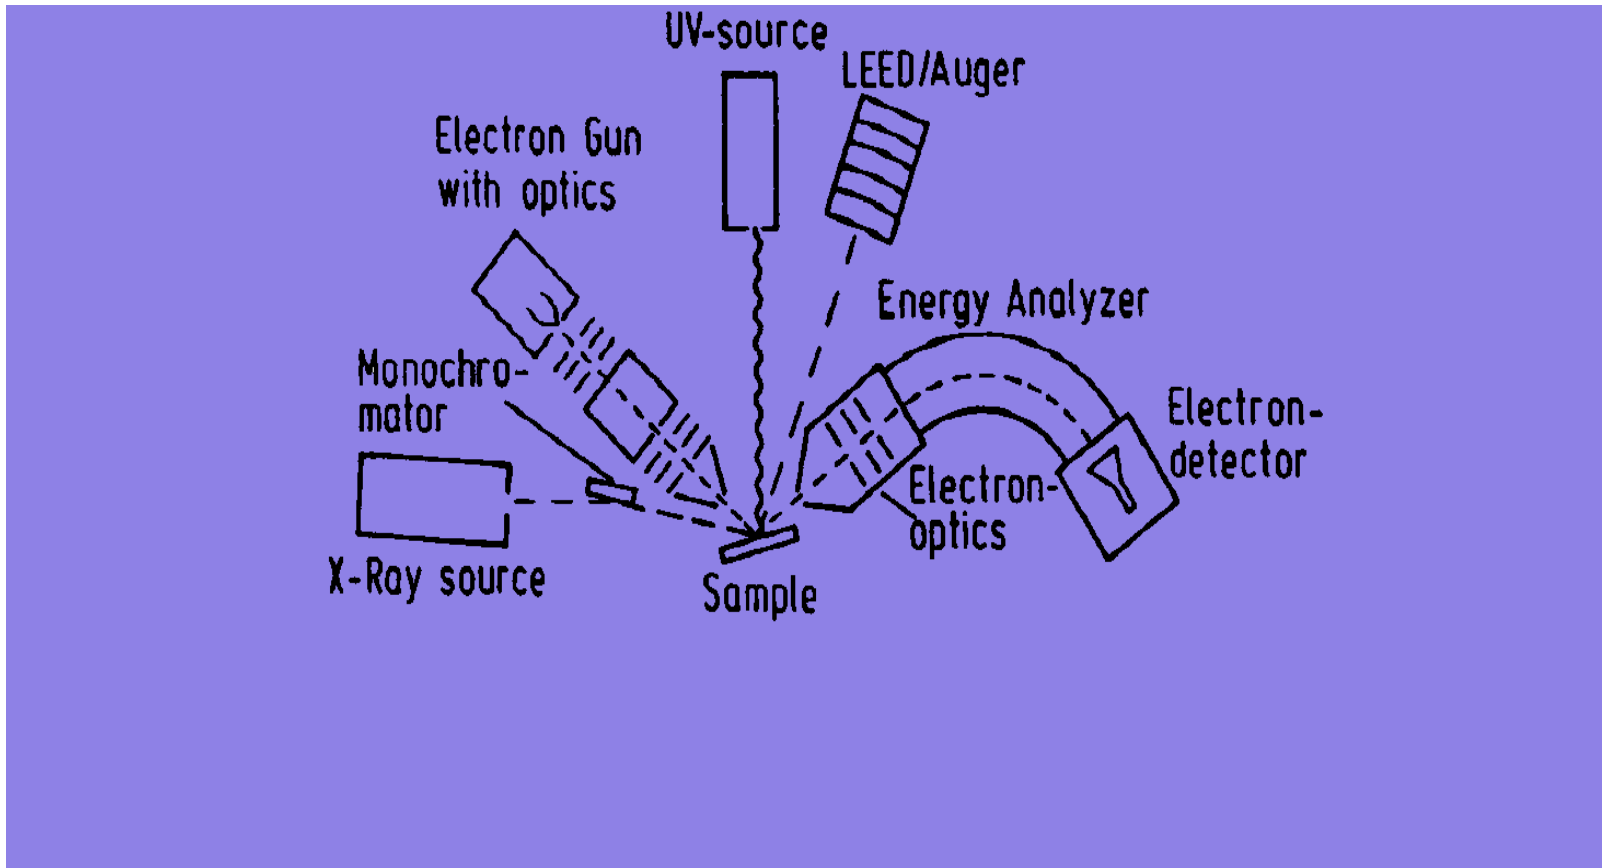 UV-source
LEED/Auger
Electron Gun
with optics
Energy Analyzer
Monochro-
mator
Electron-
detector
Electron-
optics
X-Ray source
Sample